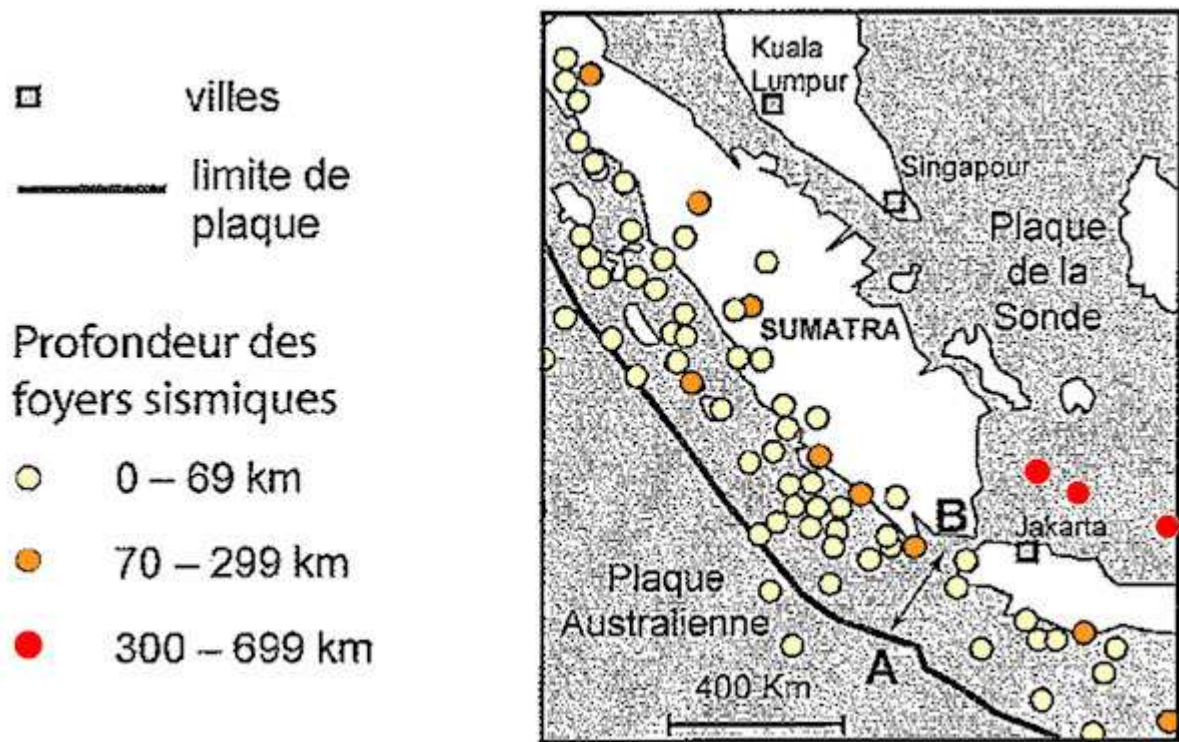 villes
limite de
plaque
Profondeur des
foyers sismiques
0 – 69 km
70 – 299 km
300 – 699 km
Kuala
Lumpur
Singapour
Plaque
de la
Sonde
SUMATRA
B
Jakarta
Plaque
Australienne
A
400 Km